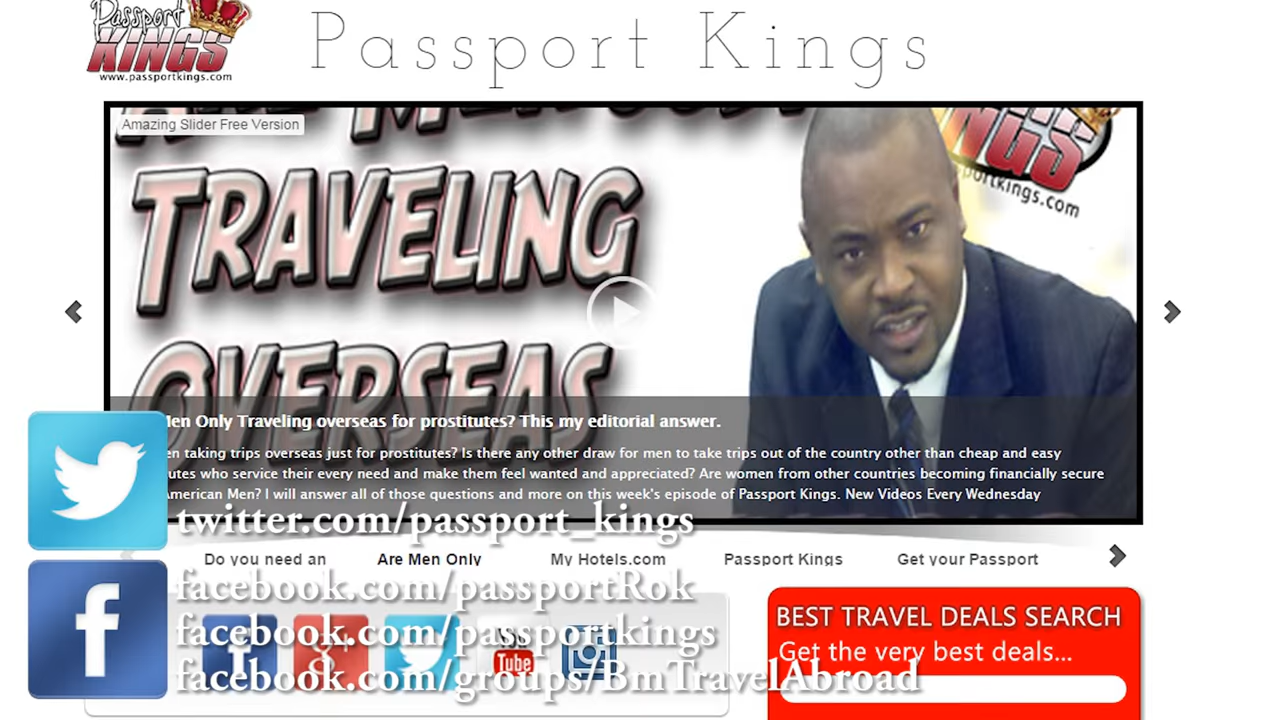 Passport
KINGS
www.passportkings.com
Passport Kings
Amazing Slider Free Version
TRAVELING
OVERSEAS
NGS
portkings.com
Men Only Traveling overseas for prostitutes? This my editorial answer.
taking trips overseas just for prostitutes? Is there any other draw for men to take trips out of the country other than cheap and easy
who service their every need and make them feel wanted and appreciated? Are women from other countries becoming financially secure
American Men? I will answer all of those questions and more on this week's episode of Passport Kings. New Videos Every Wednesday
twitter.com/passport_kings
Do you need an Are Men Only My Hotels.com Passport Kings Get your Passport
facebook.com/passportRok
facebook.com/passportkings
facebook.com/groups/BmTravelAbroad
f
You
Tube
BEST TRAVEL DEALS SEARCH
Get the very best deals...